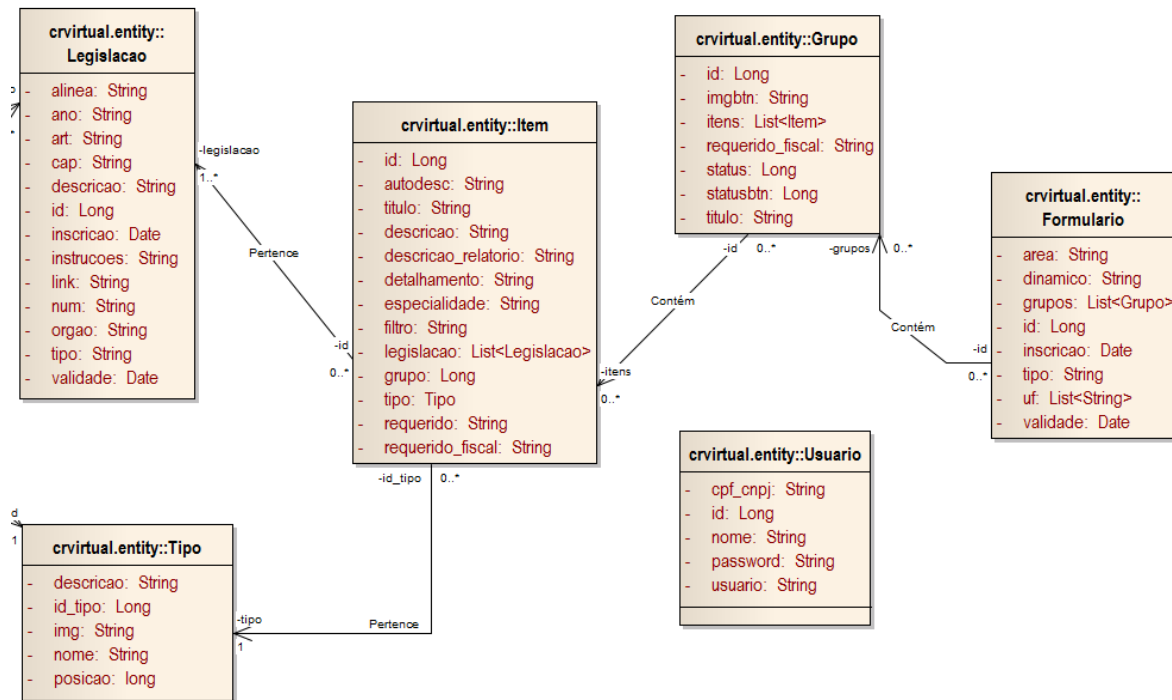 crvirtual.entity::
Legislacao
- alinea: String
- ano: String
- art: String
- cap: String
- descricao: String
- id: Long
- inscricao: Date
- instrucoes: String
- link: String
- num: String
- orgao: String
- tipo: String
- validade: Date
-legislacao
1..*
Pertence
-id
0..*
crvirtual.entity::Item
- id: Long
- autodesc: String
- titulo: String
- descricao: String
- descricao_relatorio: String
- detalhamento: String
- especialidade: String
- filtro: String
- legislacao: List<Legislacao>
- grupo: Long
- tipo: Tipo
- requerido: String
- requerido_fiscal: String
-id_tipo 0..*
crvirtual.entity::Grupo
- id: Long
- imgbtn: String
- itens: List<Item>
- requerido_fiscal: String
- status: Long
- statusbtn: Long
- titulo: String
-id 0..*
-grupos 0..*
Contém
-itens
0..*
Contém
-id
0..*
crvirtual.entity::
Formulario
- area: String
- dinamico: String
- grupos: List<Grupo>
- id: Long
- inscricao: Date
- tipo: String
- uf: List<String>
- validade: Date
crvirtual.entity::Usuario
- cpf_cnpj: String
- id: Long
- nome: String
- password: String
- usuario: String
d
1
crvirtual.entity::Tipo
- descricao: String
- id_tipo: Long
- img: String
- nome: String
- posicao: long
-tipo
1
Pertence